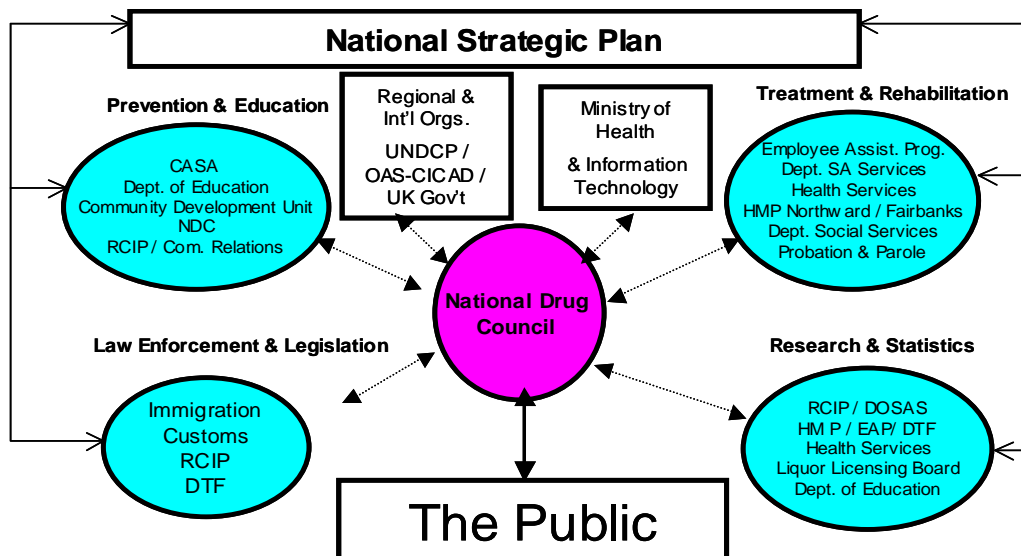 National Strategic Plan
Prevention & Education
CASA
Dept. of Education
Community Development Unit
NDC
RCIP/ Com. Relations
Regional &
Int'l Orgs.
UNDCP /
OAS-CICAD /
UK Gov't
Ministry of
Health
& Information
Technology
Treatment & Rehabilitation
Employee Assist. Prog.
Dept. SA Services
Health Services
HMP Northward / Fairbanks
Dept. Social Services
Probation & Parole
National Drug
Council
Law Enforcement & Legislation
Immigration
Customs
RCIP
DTF
Research & Statistics
RCIP / DOSAS
HMP / EAP/ DTF
Health Services
Liquor Licensing Board
Dept. of Education
The Public